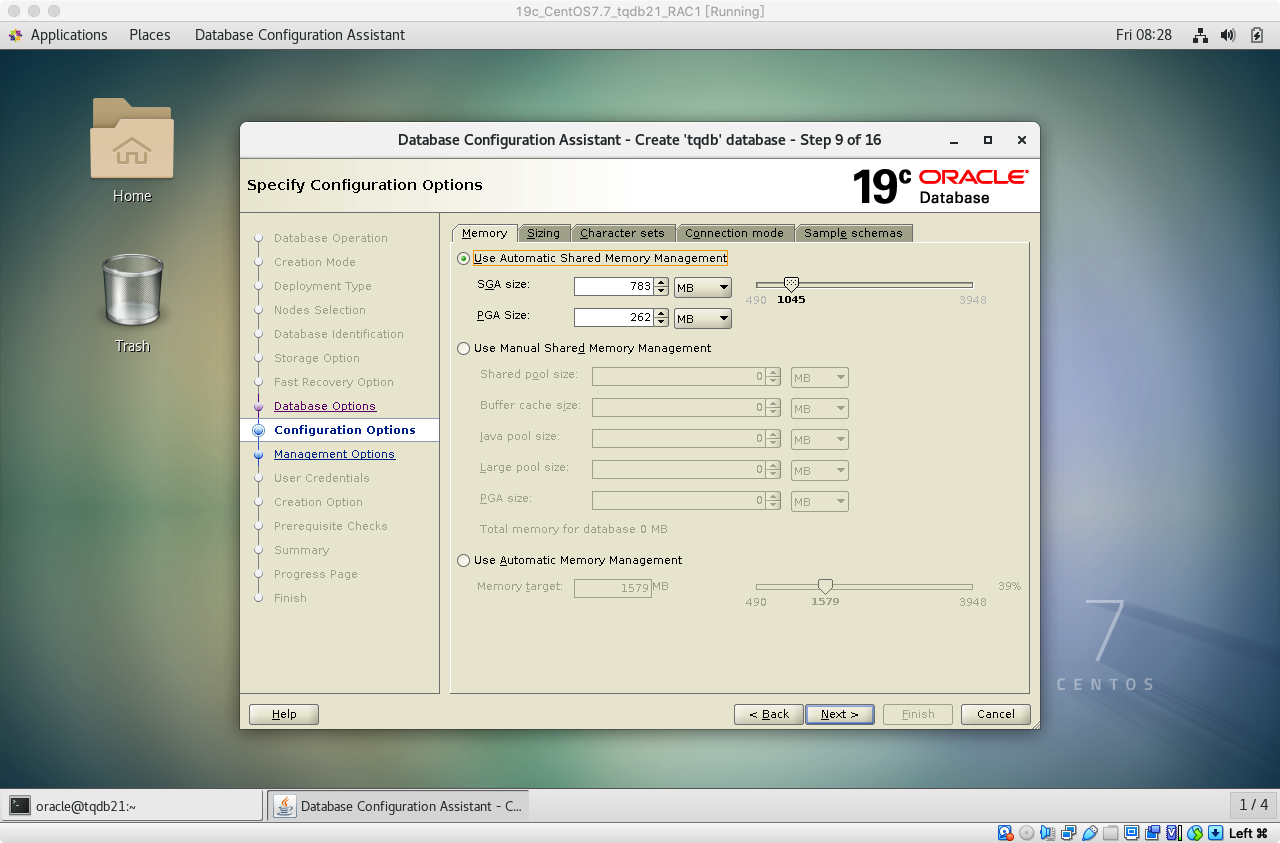 19c_CentOS7.7_tqdb21_RAC1 [Running]
Applications Places Database Configuration Assistant Fri 08:28
Home
Trash
Database Configuration Assistant - Create 'tqdb' database - Step 9 of 16
Specify Configuration Options
19c ORACLE
Database
Database Operation
Creation Mode
Deployment Type
Nodes Selection
Database Identification
Storage Option
Fast Recovery Option
Database Options
Configuration Options
Management Options
User Credentials
Creation Option
Prerequisite Checks
Summary
Progress Page
Finish
Memory Sizing Character sets Connection mode Sample schemas
Use Automatic Shared Memory Management
SGA size: 783 MB
490 1045 3948
PGA Size: 262 MB
Use Manual Shared Memory Management
Shared pool size: 0 MB
Buffer cache size: 0 MB
Java pool size: 0 MB
Large pool size: 0 MB
PGA size: 0 MB
Total memory for database 0 MB
Use Automatic Memory Management
Memory target: 1579 MB 39%
490 1579 3948
Help < Back Next > Finish Cancel
7
CENTOS
oracle@tqdb21:~ Database Configuration Assistant - C... 1 / 4
Left ⌘